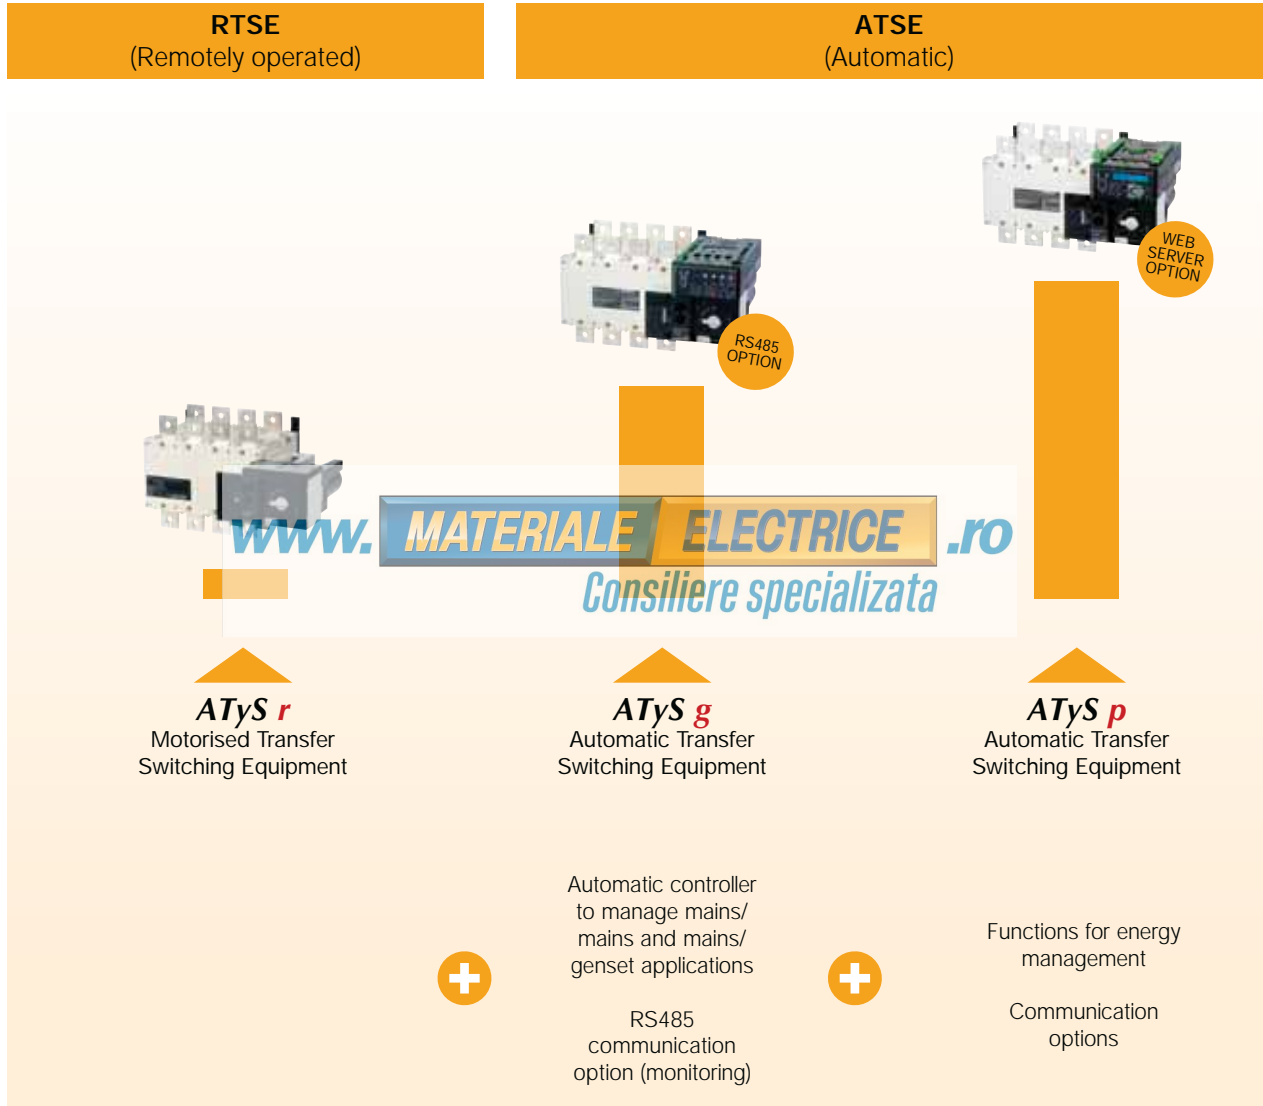 RTSE
(Remotely operated)
ATSE
(Automatic)
WEB
SERVER
OPTION
RS485
OPTION
www. MATERIALE ELECTRICE .ro
Consiliere specializata
ATyS r
Motorised Transfer
Switching Equipment
ATyS g
Automatic Transfer
Switching Equipment
ATyS p
Automatic Transfer
Switching Equipment
Automatic controller
to manage mains/
mains and mains/
genset applications
RS485
communication
option (monitoring)
Functions for energy
management
Communication
options